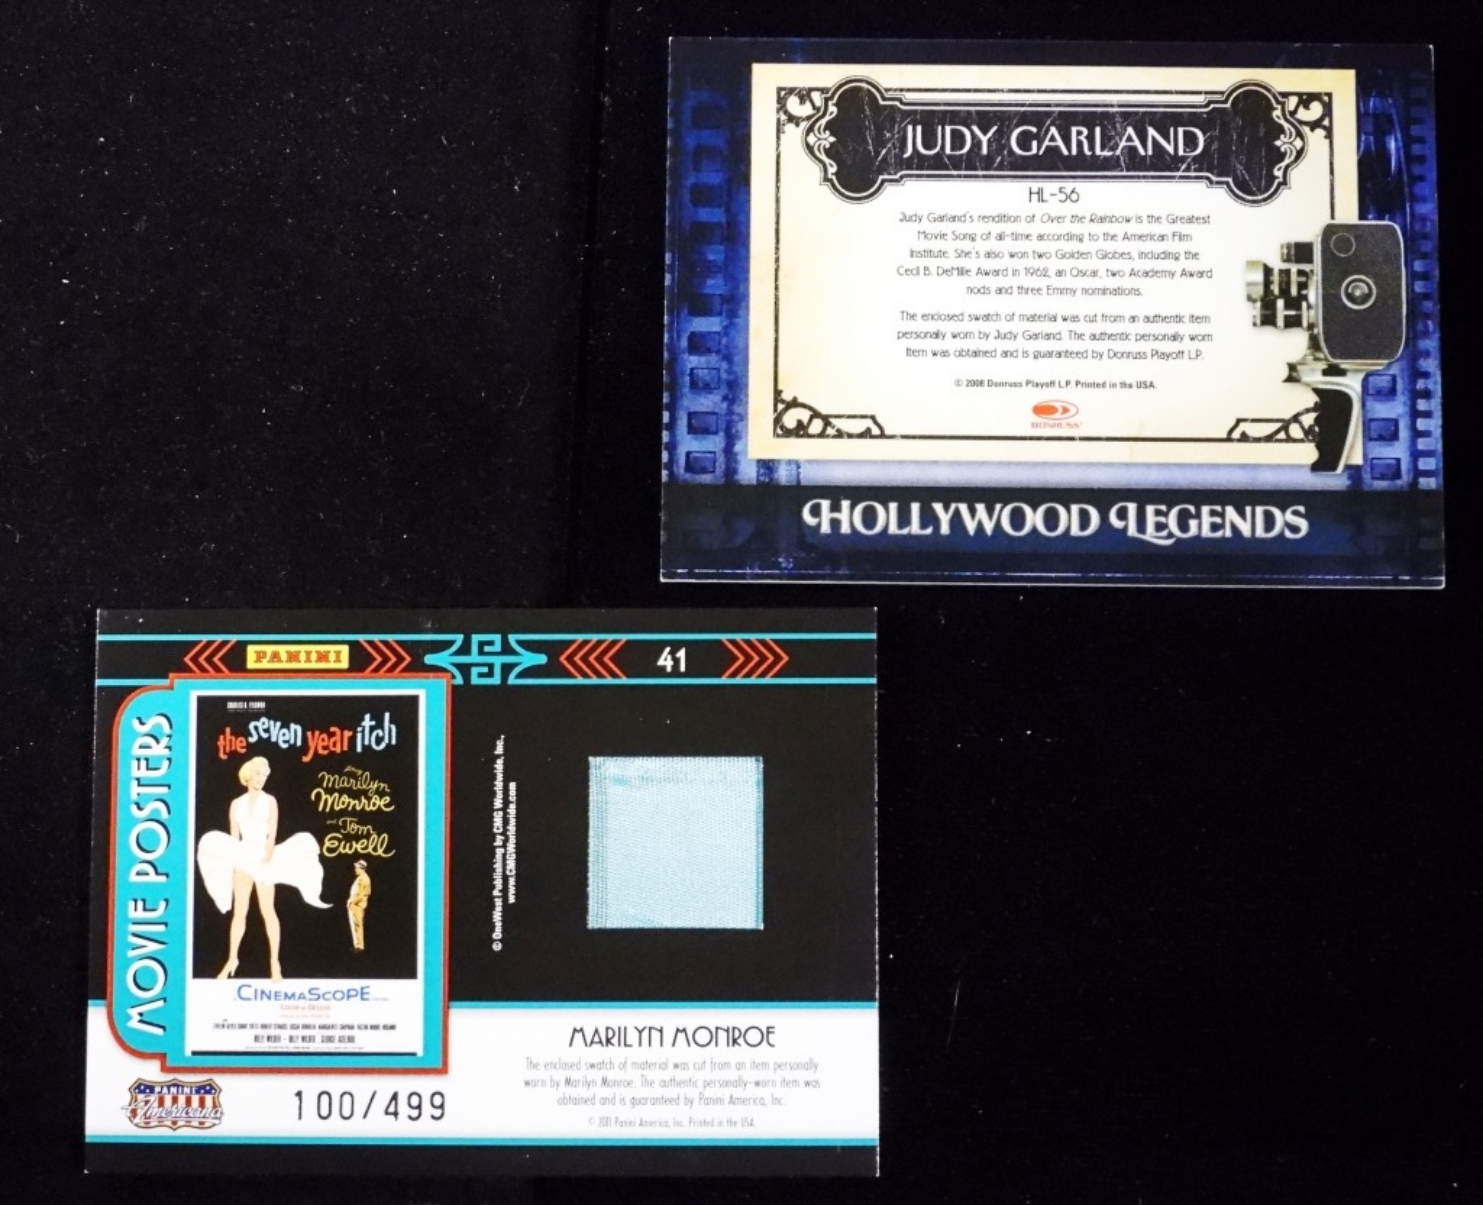 JUDY GARLAND
HL-56
Judy Garland's rendition of Over the Rainbow is the Greatest
Movie Song of all-time according to the American Film
Institute. She's also won two Golden Globes, including the
Cecil B. DeMille Award in 1962, an Oscar, two Academy Award
nods and three Emmy nominations.
The enclosed swatch of material was cut from an authentic item
personally worn by Judy Garland. The authentic personally worn
item was obtained and is guaranteed by Donruss Playoff L.P.
© 2008 Donruss Playoff L.P. Printed in the USA.
DONRUSS
HOLLYWOOD LEGENDS
PANINI
41
MOVIE POSTERS
the seven year itch
Marilyn
Monroe
and Tom
Ewell
CINEMASCOPE
COLOR by DE LUXE
© OneWest Publishing by CMG Worldwide, Inc.,
www.CMGWorldwide.com
MARILYN MONROE
The enclosed swatch of material was cut from an item personally
worn by Marilyn Monroe. The authentic personally-worn item was
obtained and is guaranteed by Panini America, Inc.
© 2011 Panini America, Inc. Printed in the USA.
PANINI
Americana
100/499